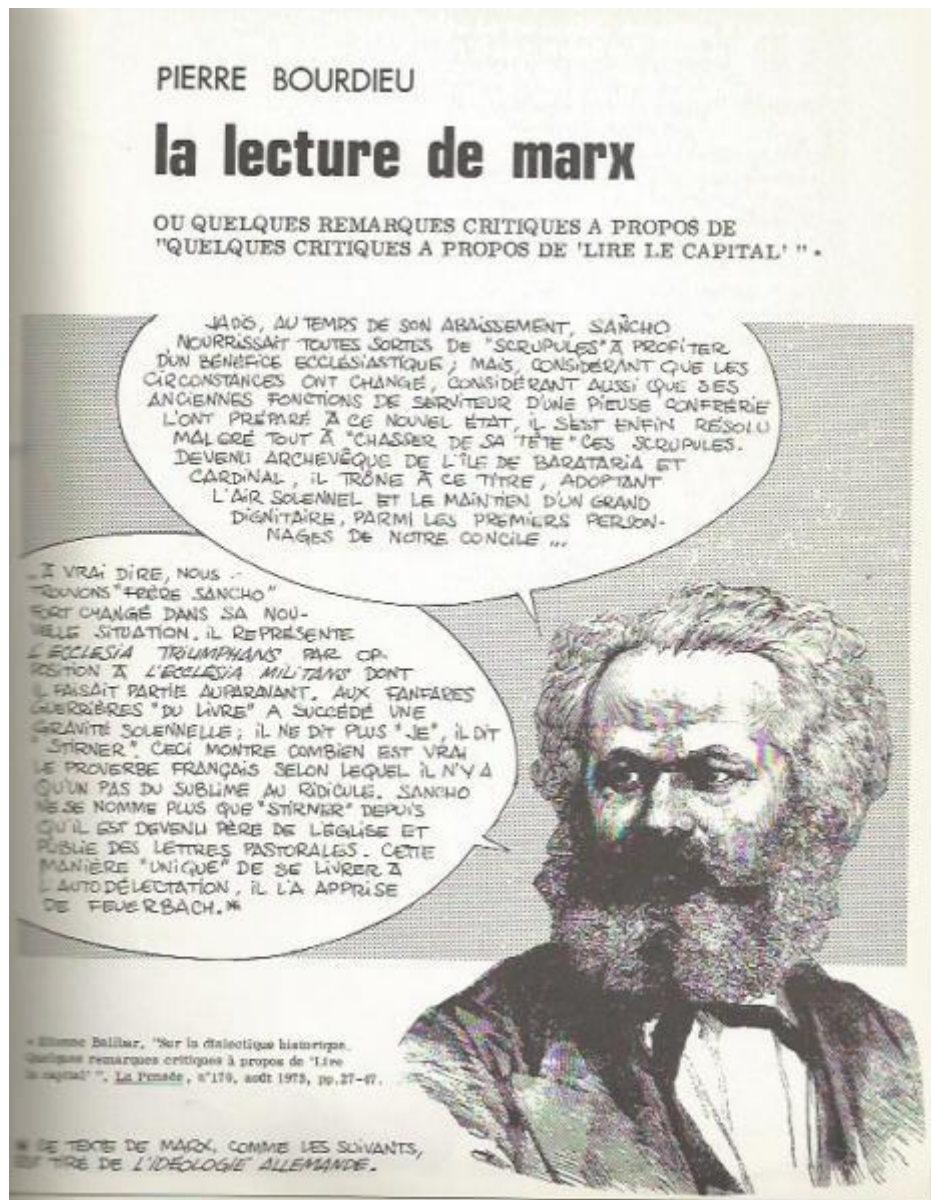 PIERRE BOURDIEU
la lecture de marx
OU QUELQUES REMARQUES CRITIQUES A PROPOS DE
"QUELQUES CRITIQUES A PROPOS DE 'LIRE LE CAPITAL' " *
JADIS, AU TEMPS DE SON ABAISSEMENT, SANCHO
NOURRISSAIT TOUTES SORTES DE "SCRUPULES" À PROFITER
D'UN BÉNÉFICE ECCLÉSIASTIQUE ; MAIS, CONSIDÉRANT QUE LES
CIRCONSTANCES ONT CHANGÉ, CONSIDÉRANT AUSSI QUE SES
ANCIENNES FONCTIONS DE SERVITEUR D'UNE PIEUSE CONFRÉRIE
L'ONT PRÉPARÉ À CE NOUVEL ÉTAT, IL S'EST ENFIN RÉSOLU
MALGRÉ TOUT À "CHASSER DE SA TÊTE" CES SCRUPULES.
DEVENU ARCHEVÊQUE DE L'ÎLE DE BARATARIA ET
CARDINAL, IL TRÔNE À CE TITRE, ADOPTANT
L'AIR SOLENNEL ET LE MAINTIEN D'UN GRAND
DIGNITAIRE, PARMI LES PREMIERS PERSON-
NAGES DE NOTRE CONCILE ...
...À VRAI DIRE, NOUS
TROUVONS "FRÈRE SANCHO"
FORT CHANGÉ DANS SA NOU-
VELLE SITUATION, IL REPRÉSENTE
L'ECCLESIA TRIUMPHANS PAR OP-
POSITION À L'ECCLESIA MILITANS DONT
IL FAISAIT PARTIE AUPARAVANT. AUX FANFARES
GUERRIÈRES "DU LIVRE" A SUCCÉDÉ UNE
GRAVITÉ SOLENNELLE ; IL NE DIT PLUS "JE", IL DIT
"STIRNER". CECI MONTRE COMBIEN EST VRAI
LE PROVERBE FRANÇAIS SELON LEQUEL IL N'Y A
QU'UN PAS DU SUBLIME AU RIDICULE. SANCHO
NE SE NOMME PLUS QUE "STIRNER" DEPUIS
QU'IL EST DEVENU PÈRE DE L'ÉGLISE ET
PUBLIE DES LETTRES PASTORALES. CETTE
MANIÈRE "UNIQUE" DE SE LIVRER À
L'AUTODÉLECTATION, IL L'A APPRISE
DE FEUERBACH.**
* Etienne Balibar, "Sur la dialectique historique.
Quelques remarques critiques à propos de 'Lire
le capital' ", La Pensée, n°170, août 1973, pp.27-47.
** CE TEXTE DE MARX, COMME LES SUIVANTS,
EST TIRÉ DE L'IDÉOLOGIE ALLEMANDE.